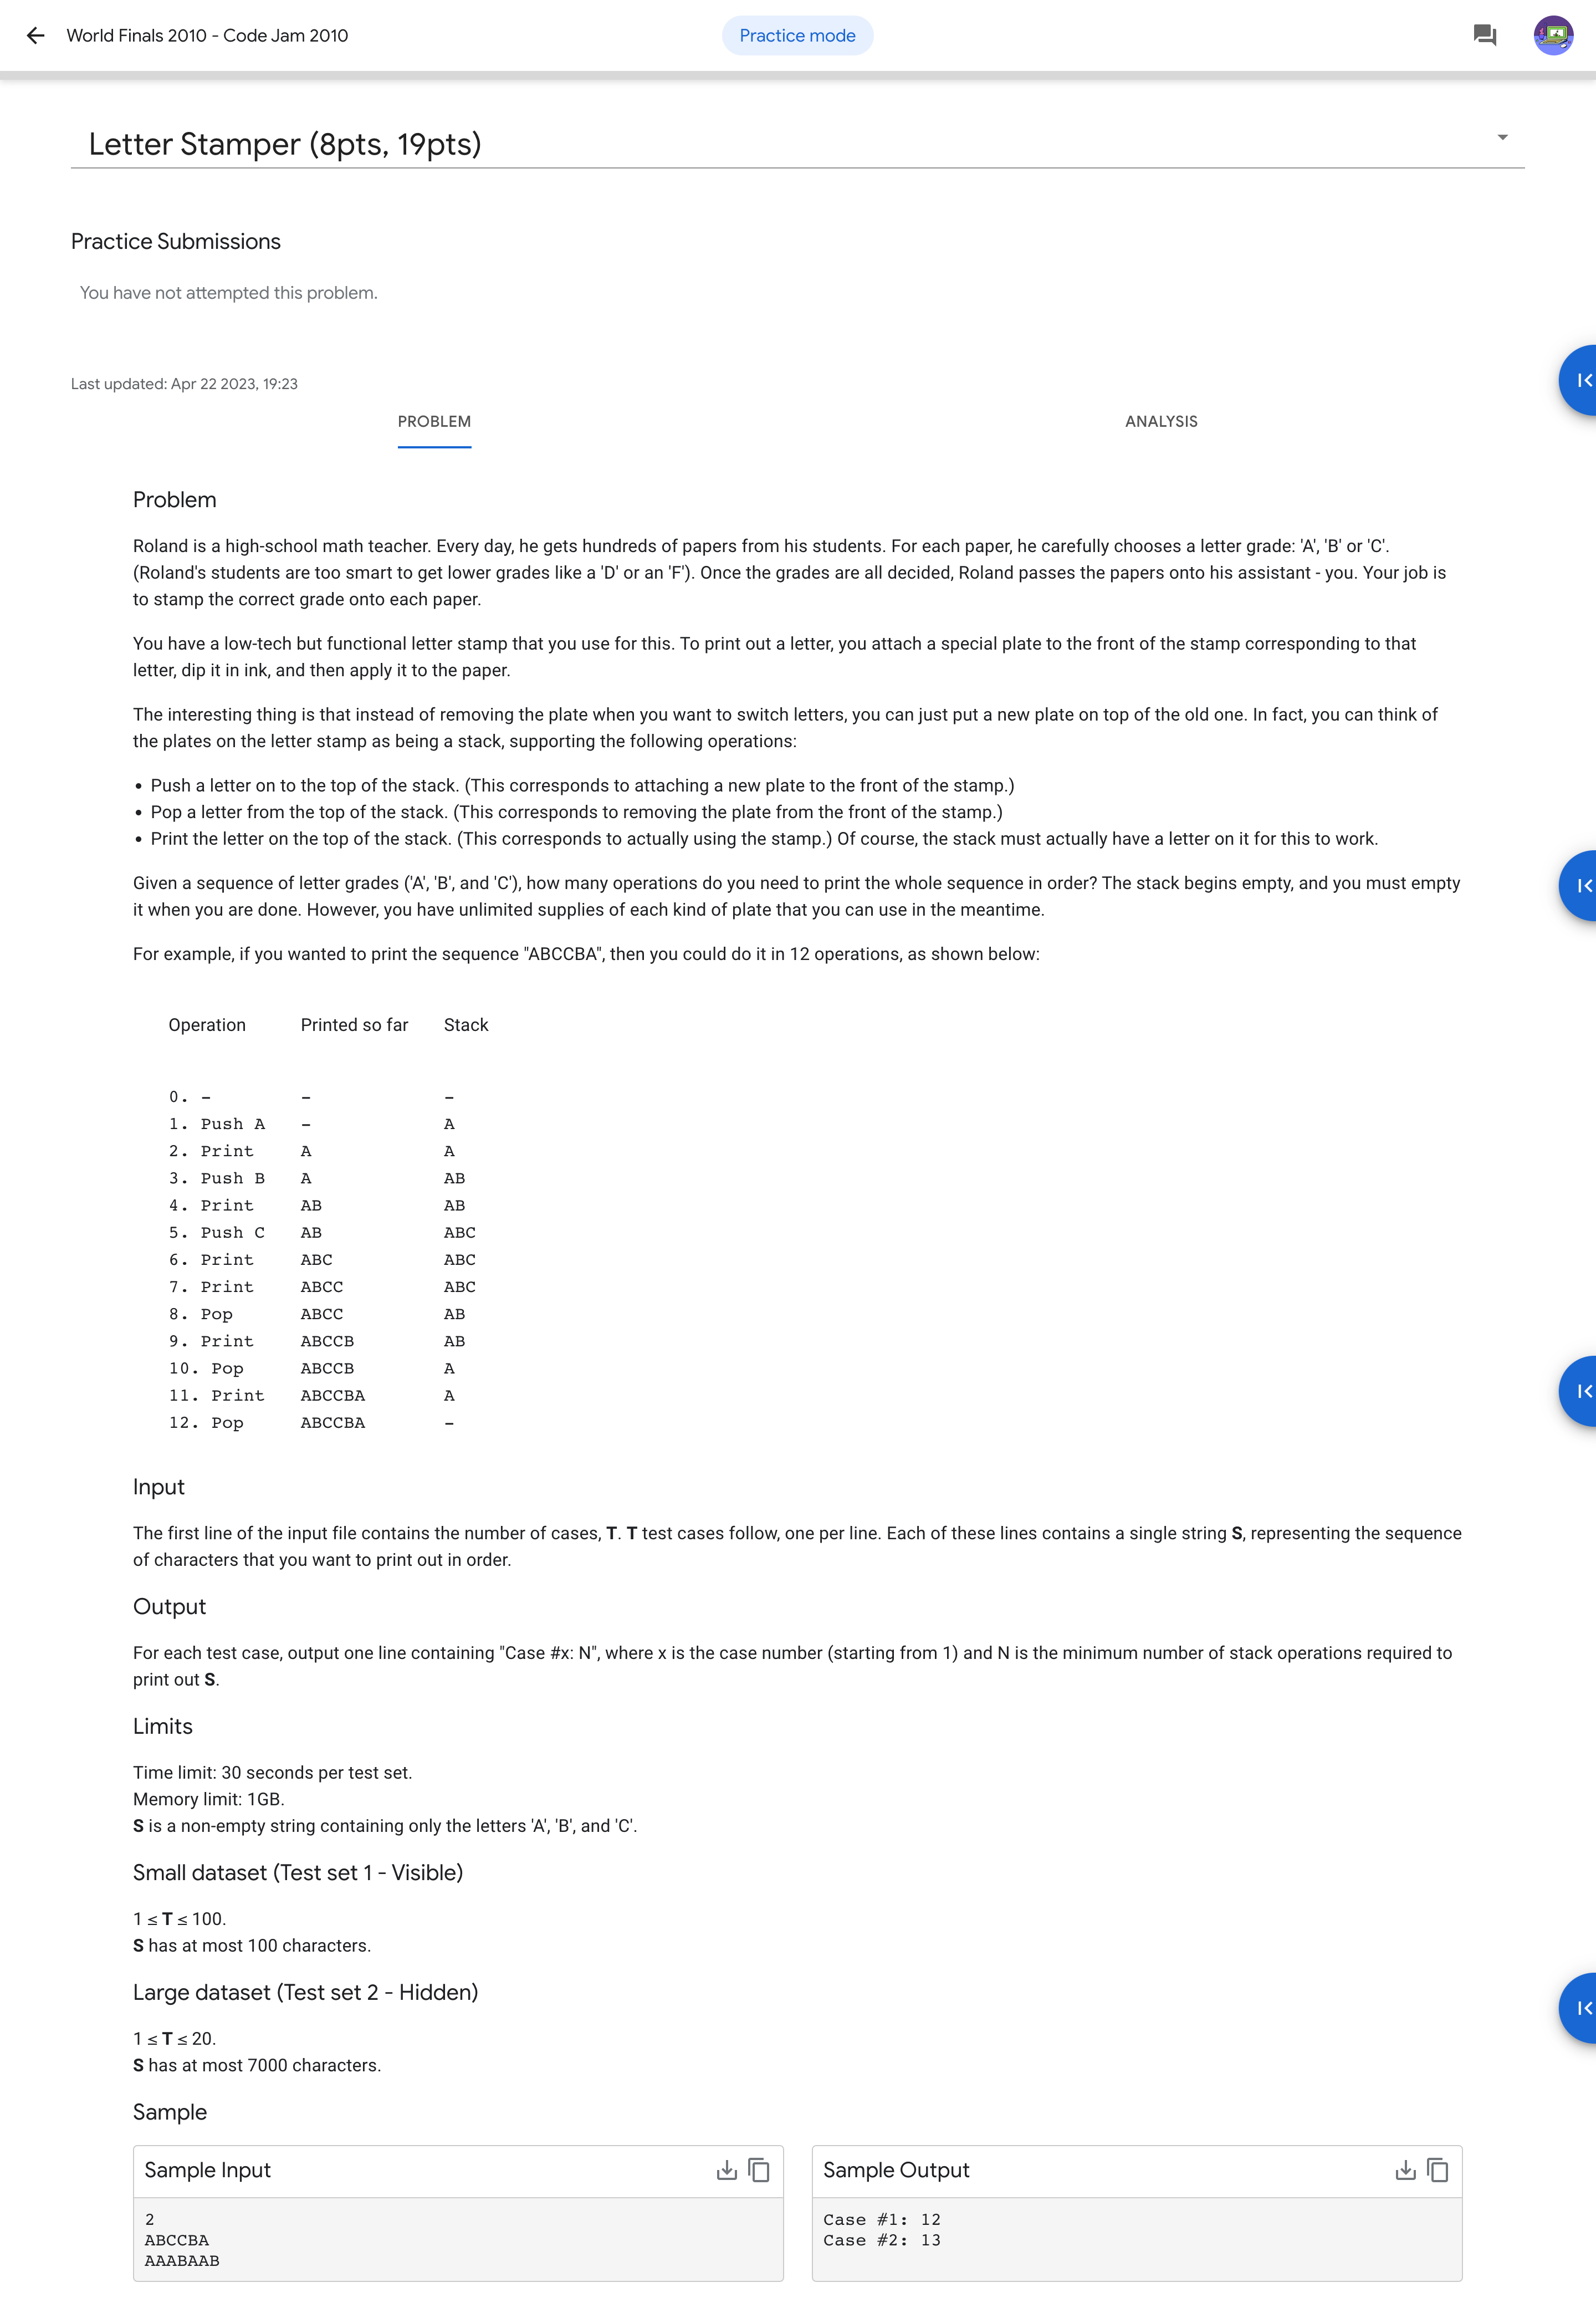 World Finals 2010 - Code Jam 2010
Practice mode
Letter Stamper (8pts, 19pts)
Practice Submissions
You have not attempted this problem.
Last updated: Apr 22 2023, 19:23
PROBLEM
ANALYSIS
Problem
Roland is a high-school math teacher. Every day, he gets hundreds of papers from his students. For each paper, he carefully chooses a letter grade: 'A', 'B' or 'C'.
(Roland's students are too smart to get lower grades like a 'D' or an 'F'). Once the grades are all decided, Roland passes the papers onto his assistant - you. Your job is
to stamp the correct grade onto each paper.
You have a low-tech but functional letter stamp that you use for this. To print out a letter, you attach a special plate to the front of the stamp corresponding to that
letter, dip it in ink, and then apply it to the paper.
The interesting thing is that instead of removing the plate when you want to switch letters, you can just put a new plate on top of the old one. In fact, you can think of
the plates on the letter stamp as being a stack, supporting the following operations:
• Push a letter on to the top of the stack. (This corresponds to attaching a new plate to the front of the stamp.)
• Pop a letter from the top of the stack. (This corresponds to removing the plate from the front of the stamp.)
• Print the letter on the top of the stack. (This corresponds to actually using the stamp.) Of course, the stack must actually have a letter on it for this to work.
Given a sequence of letter grades ('A', 'B', and 'C'), how many operations do you need to print the whole sequence in order? The stack begins empty, and you must empty
it when you are done. However, you have unlimited supplies of each kind of plate that you can use in the meantime.
For example, if you wanted to print the sequence "ABCCBA", then you could do it in 12 operations, as shown below:
Operation Printed so far Stack
0. - - -
1. Push A - A
2. Print A A
3. Push B A AB
4. Print AB AB
5. Push C AB ABC
6. Print ABC ABC
7. Print ABCC ABC
8. Pop ABCC AB
9. Print ABCCB AB
10. Pop ABCCB A
11. Print ABCCBA A
12. Pop ABCCBA -
Input
The first line of the input file contains the number of cases, T. T test cases follow, one per line. Each of these lines contains a single string S, representing the sequence
of characters that you want to print out in order.
Output
For each test case, output one line containing "Case #x: N", where x is the case number (starting from 1) and N is the minimum number of stack operations required to
print out S.
Limits
Time limit: 30 seconds per test set.
Memory limit: 1GB.
S is a non-empty string containing only the letters 'A', 'B', and 'C'.
Small dataset (Test set 1 - Visible)
1 ≤ T ≤ 100.
S has at most 100 characters.
Large dataset (Test set 2 - Hidden)
1 ≤ T ≤ 20.
S has at most 7000 characters.
Sample
Sample Input
2
ABCCBA
AAABAAB
Sample Output
Case #1: 12
Case #2: 13